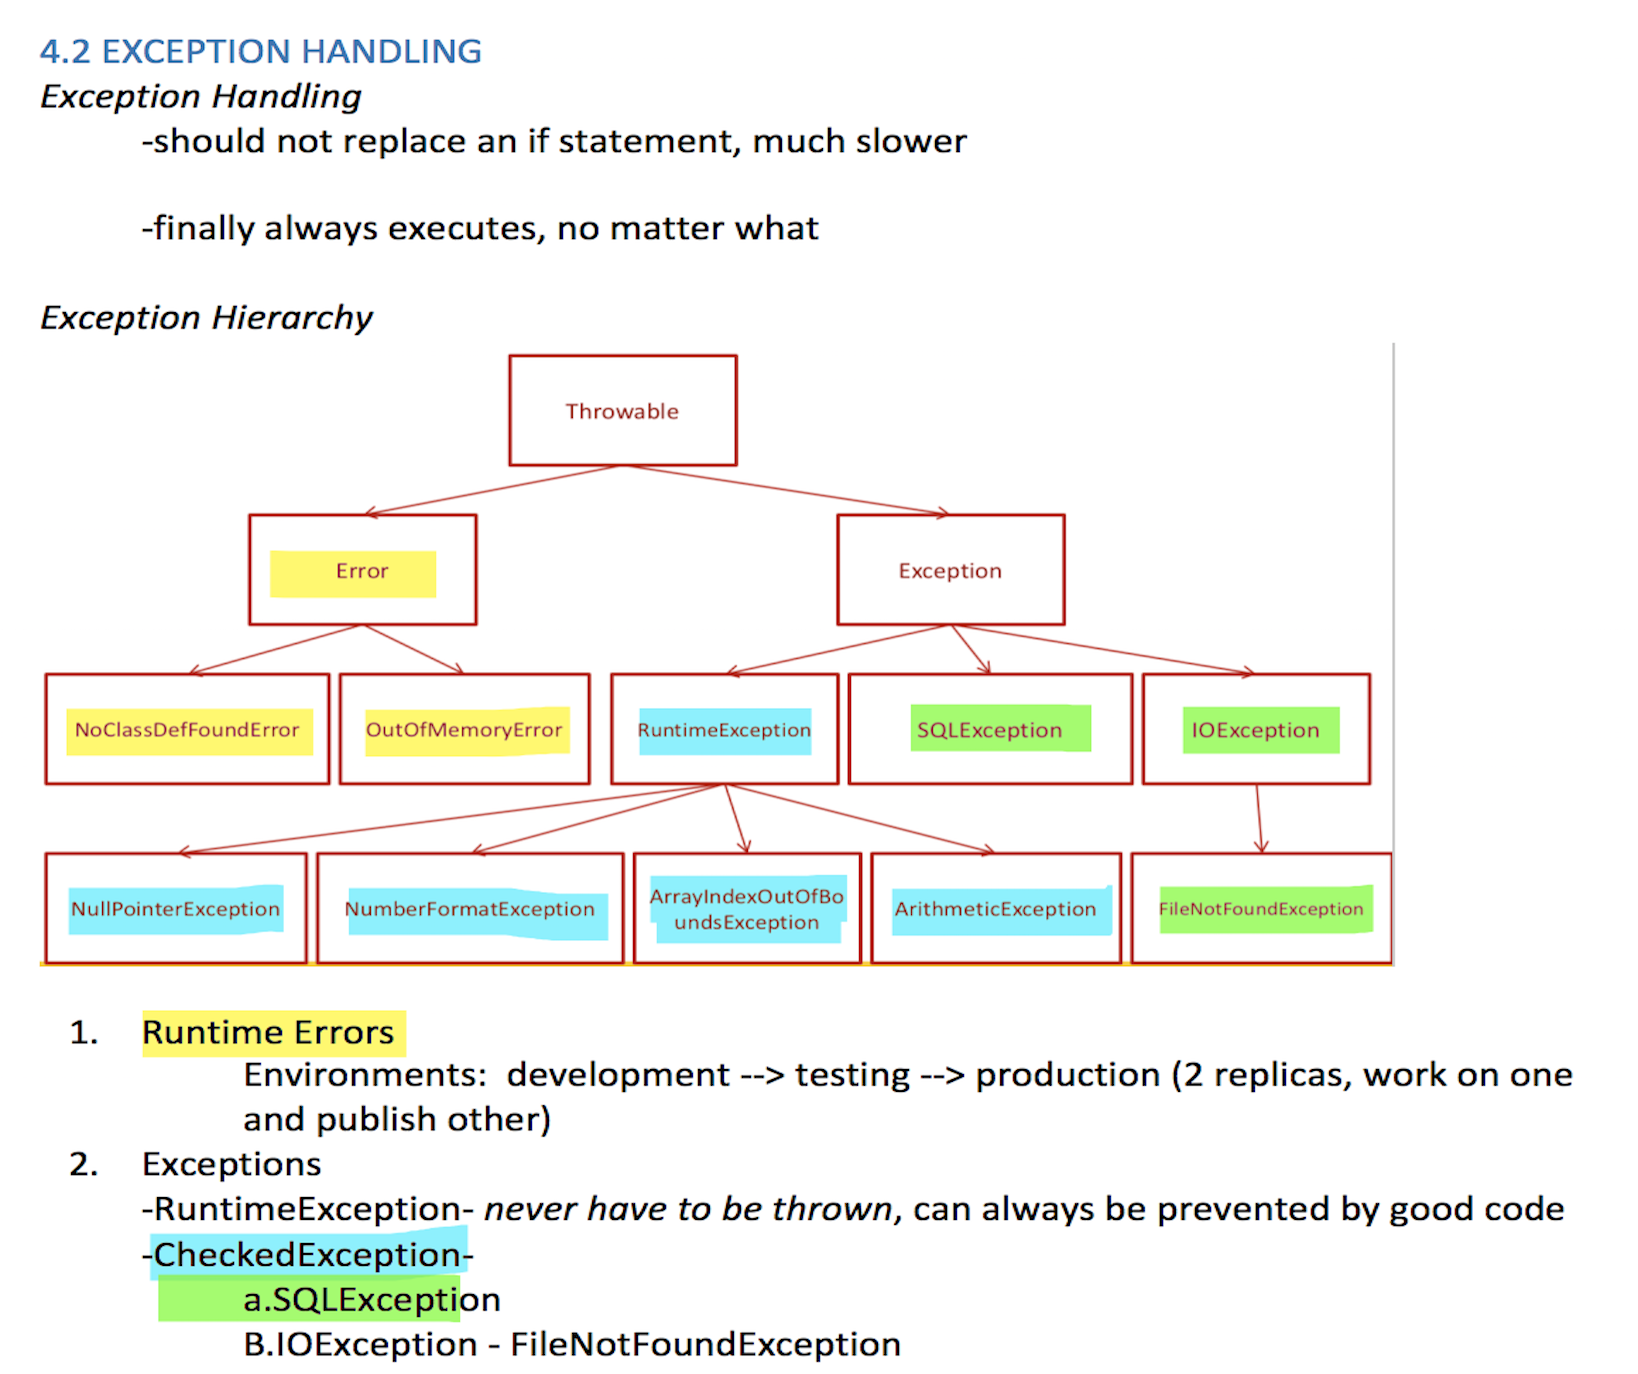 4.2 EXCEPTION HANDLING
Exception Handling
-should not replace an if statement, much slower
-finally always executes, no matter what
Exception Hierarchy
Throwable
Error
Exception
NoClassDefFoundError
OutOfMemoryError
RuntimeException
SQLException
IOException
NullPointerException
NumberFormatException
ArrayIndexOutOfBo
undsException
ArithmeticException
FileNotFoundException
1. Runtime Errors
Environments: development --> testing --> production (2 replicas, work on one
and publish other)
2. Exceptions
-RuntimeException- never have to be thrown, can always be prevented by good code
-CheckedException-
a.SQLException
B.IOException - FileNotFoundException